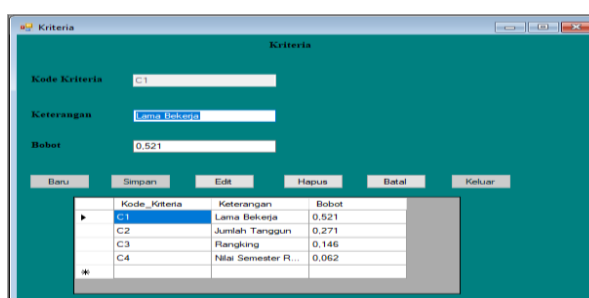 Kriteria
Kriteria
Kode Kriteria C1
Keterangan Lama Bekerja
Bobot 0,521
Baru Simpan Edit Hapus Batal Keluar
Kode_Kriteria Keterangan Bobot
C1 Lama Bekerja 0,521
C2 Jumlah Tanggun 0,271
C3 Rangking 0,146
C4 Nilai Semester R... 0,062